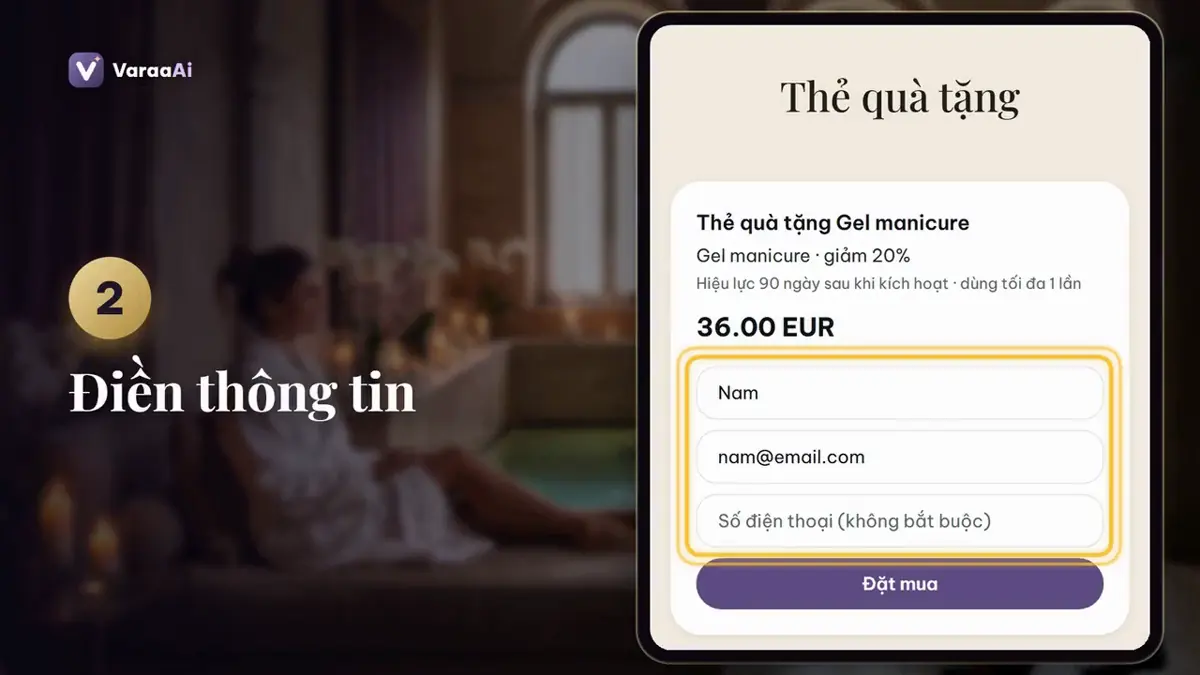 VaraaAi
2
Điền thông tin
Thẻ quà tặng
Thẻ quà tặng Gel manicure
Gel manicure · giảm 20%
Hiệu lực 90 ngày sau khi kích hoạt · dùng tối đa 1 lần
36.00 EUR
Nam
nam@email.com
Số điện thoại (không bắt buộc)
Đặt mua